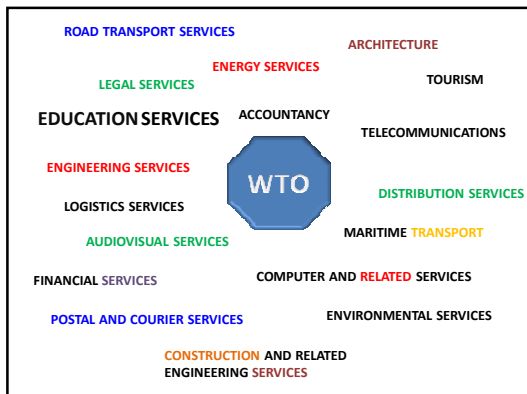 ROAD TRANSPORT SERVICES
ARCHITECTURE
ENERGY SERVICES
TOURISM
LEGAL SERVICES
EDUCATION SERVICES
ACCOUNTANCY
TELECOMMUNICATIONS
ENGINEERING SERVICES
WTO
DISTRIBUTION SERVICES
LOGISTICS SERVICES
MARITIME TRANSPORT
AUDIOVISUAL SERVICES
FINANCIAL SERVICES
COMPUTER AND RELATED SERVICES
POSTAL AND COURIER SERVICES
ENVIRONMENTAL SERVICES
CONSTRUCTION AND RELATED
ENGINEERING SERVICES